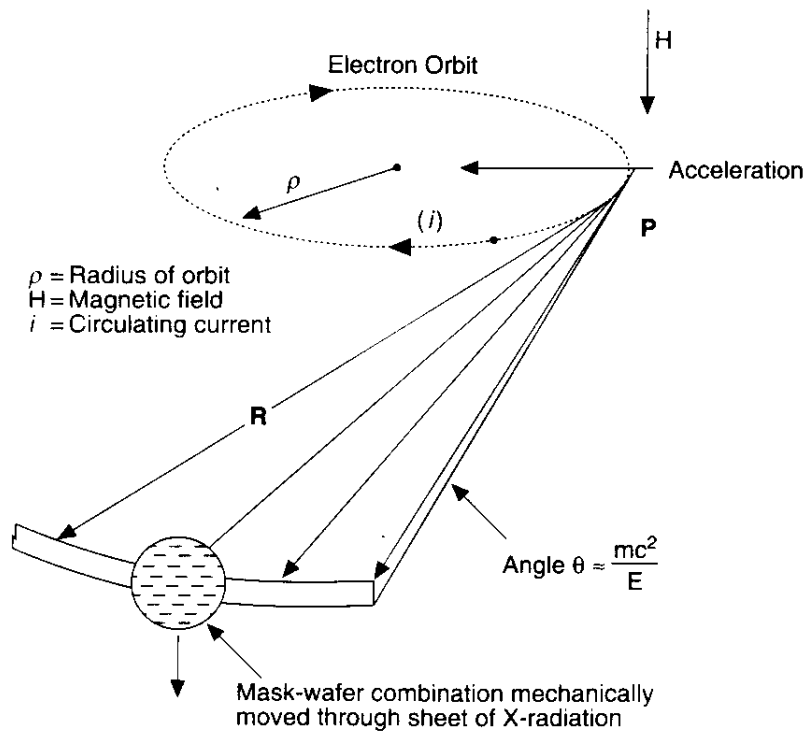 H
Electron Orbit
Acceleration
ρ
(i)
P
ρ = Radius of orbit
H = Magnetic field
i = Circulating current
R
Angle θ ≈ mc²/E
Mask-wafer combination mechanically
moved through sheet of X-radiation